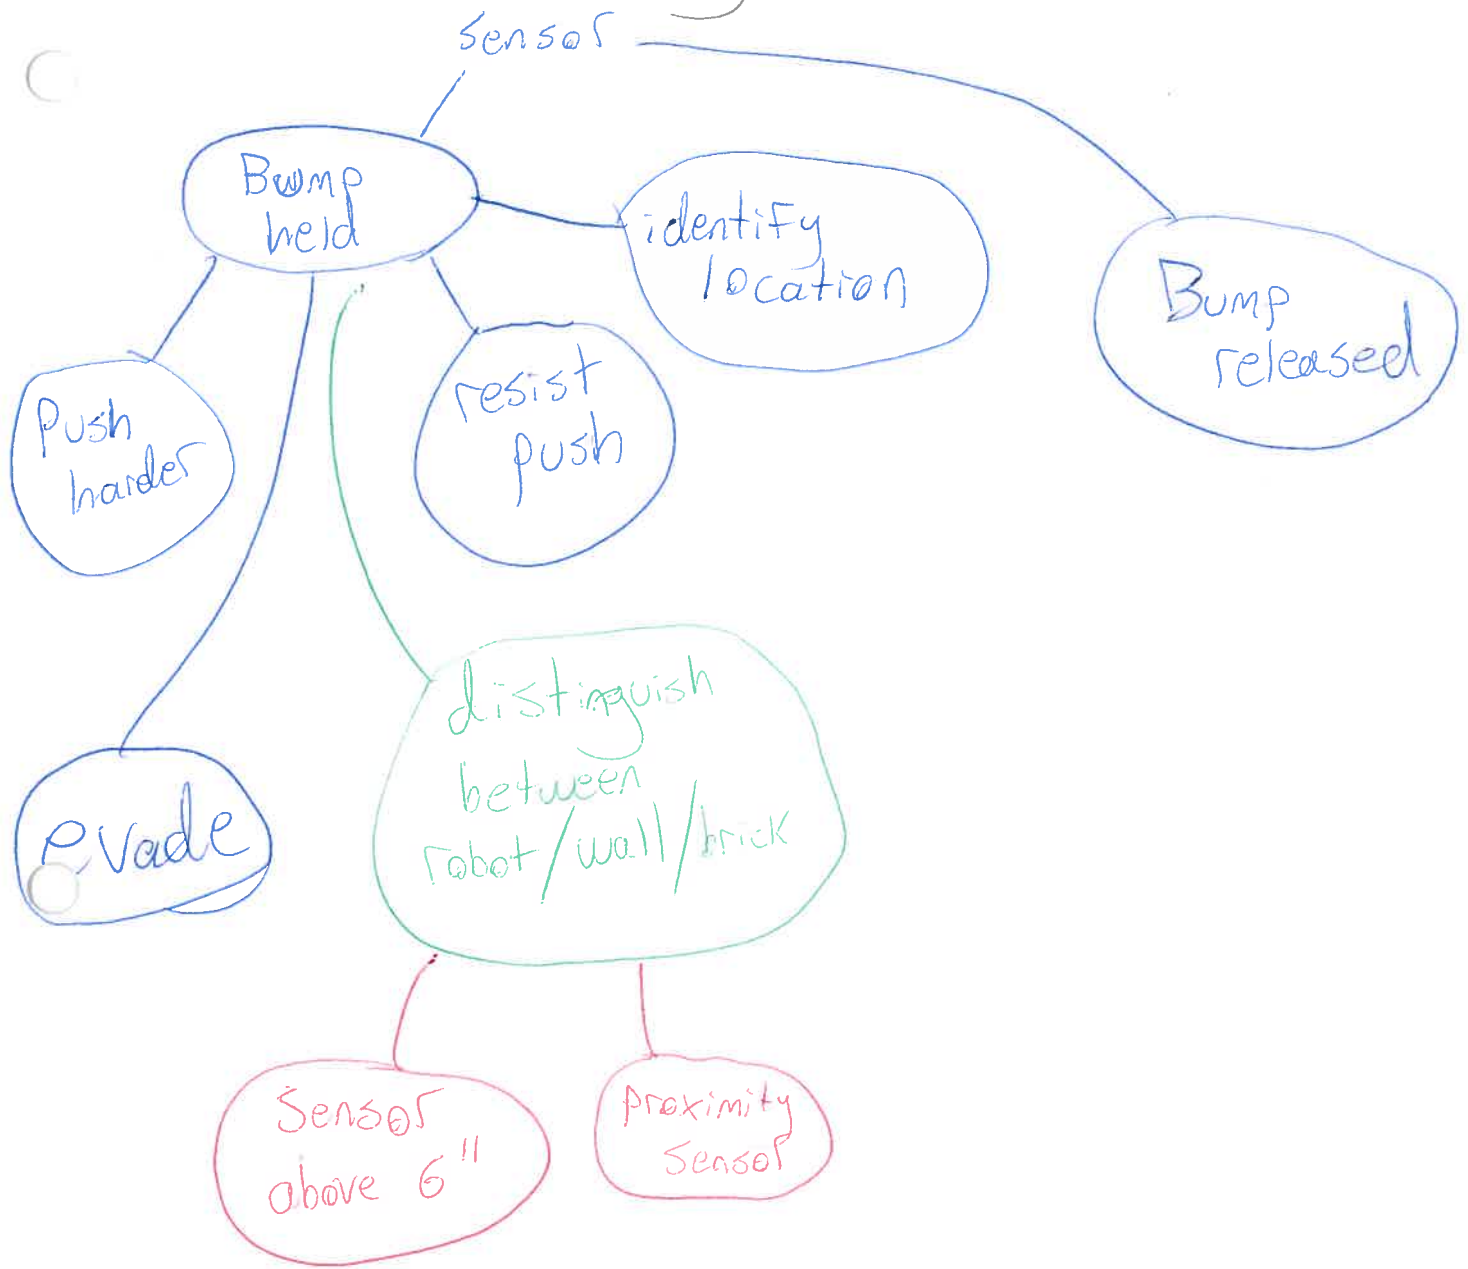 sensor
Bump
held
identify
location
Bump
released
Push
harder
resist
push
distinguish
between
robot/wall/brick
evade
Sensor
above 6"
proximity
sensor